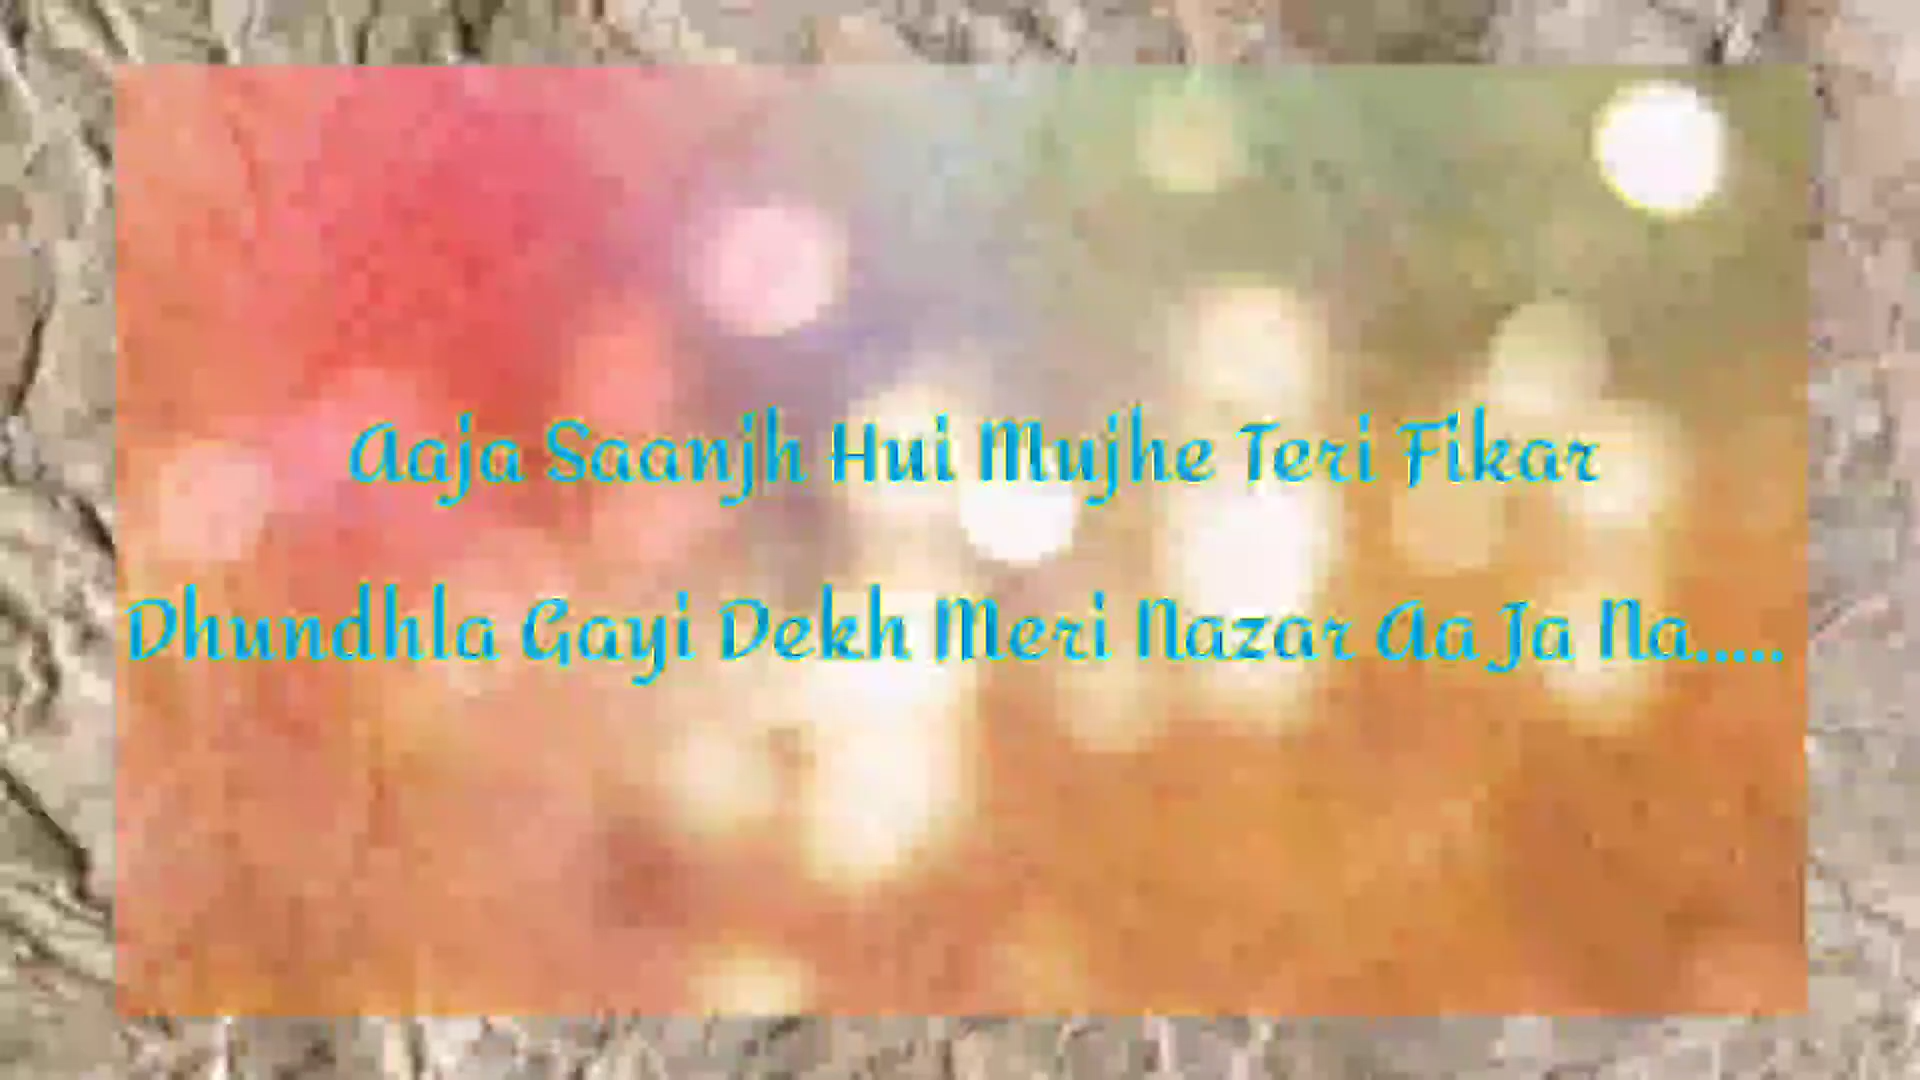 Aaja Saanjh Hui Mujhe Teri Fikar
Dhundhla Gayi Dekh Meri Nazar Aa Ja Na.....